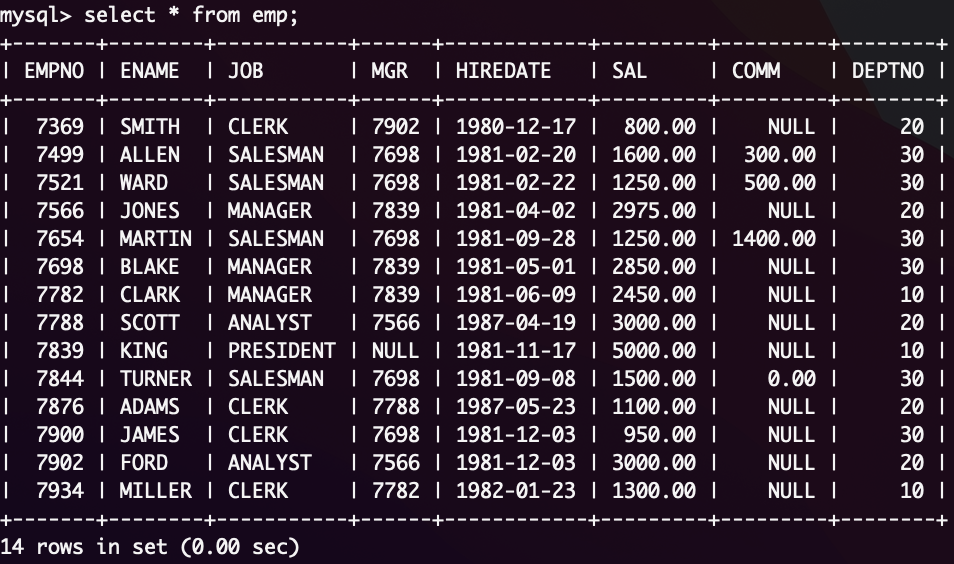 mysql> select * from emp;
+-------+--------+-----------+------+------------+---------+---------+--------+
| EMPNO | ENAME  | JOB       | MGR  | HIREDATE   | SAL     | COMM    | DEPTNO |
+-------+--------+-----------+------+------------+---------+---------+--------+
|  7369 | SMITH  | CLERK     | 7902 | 1980-12-17 |  800.00 |    NULL |     20 |
|  7499 | ALLEN  | SALESMAN  | 7698 | 1981-02-20 | 1600.00 |  300.00 |     30 |
|  7521 | WARD   | SALESMAN  | 7698 | 1981-02-22 | 1250.00 |  500.00 |     30 |
|  7566 | JONES  | MANAGER   | 7839 | 1981-04-02 | 2975.00 |    NULL |     20 |
|  7654 | MARTIN | SALESMAN  | 7698 | 1981-09-28 | 1250.00 | 1400.00 |     30 |
|  7698 | BLAKE  | MANAGER   | 7839 | 1981-05-01 | 2850.00 |    NULL |     30 |
|  7782 | CLARK  | MANAGER   | 7839 | 1981-06-09 | 2450.00 |    NULL |     10 |
|  7788 | SCOTT  | ANALYST   | 7566 | 1987-04-19 | 3000.00 |    NULL |     20 |
|  7839 | KING   | PRESIDENT | NULL | 1981-11-17 | 5000.00 |    NULL |     10 |
|  7844 | TURNER | SALESMAN  | 7698 | 1981-09-08 | 1500.00 |    0.00 |     30 |
|  7876 | ADAMS  | CLERK     | 7788 | 1987-05-23 | 1100.00 |    NULL |     20 |
|  7900 | JAMES  | CLERK     | 7698 | 1981-12-03 |  950.00 |    NULL |     30 |
|  7902 | FORD   | ANALYST   | 7566 | 1981-12-03 | 3000.00 |    NULL |     20 |
|  7934 | MILLER | CLERK     | 7782 | 1982-01-23 | 1300.00 |    NULL |     10 |
+-------+--------+-----------+------+------------+---------+---------+--------+
14 rows in set (0.00 sec)